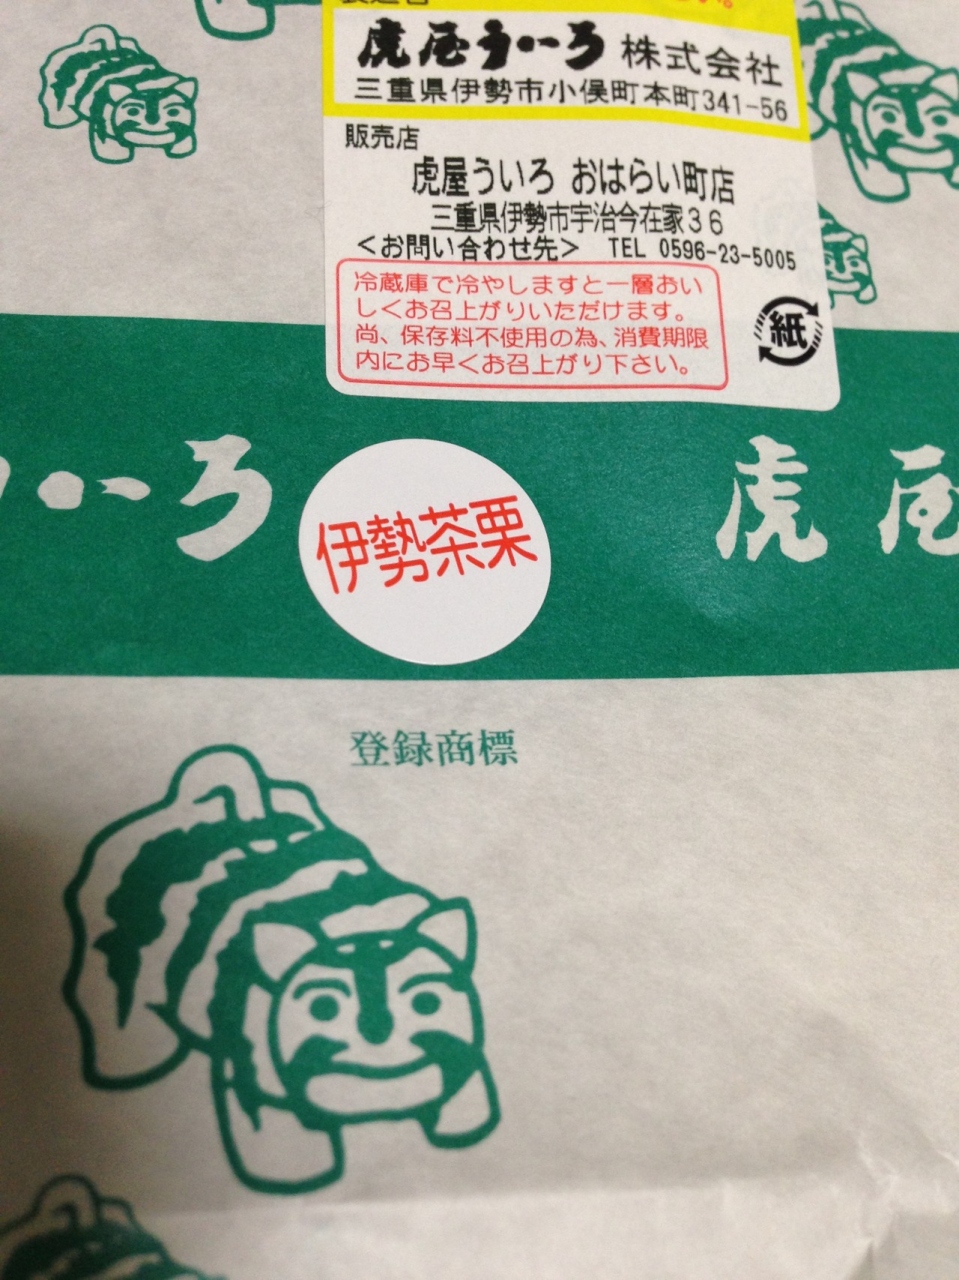 虎屋ういろ 株式会社
三重県伊勢市小俣町本町341-56
販売店
虎屋ういろ おはらい町店
三重県伊勢市宇治今在家36
<お問い合わせ先> TEL 0596-23-5005
冷蔵庫で冷やしますと一層おい
しくお召上がりいただけます。
尚、保存料不使用の為、消費期限
内にお早くお召上がり下さい。
紙
ういろ
虎屋
伊勢茶栗
登録商標